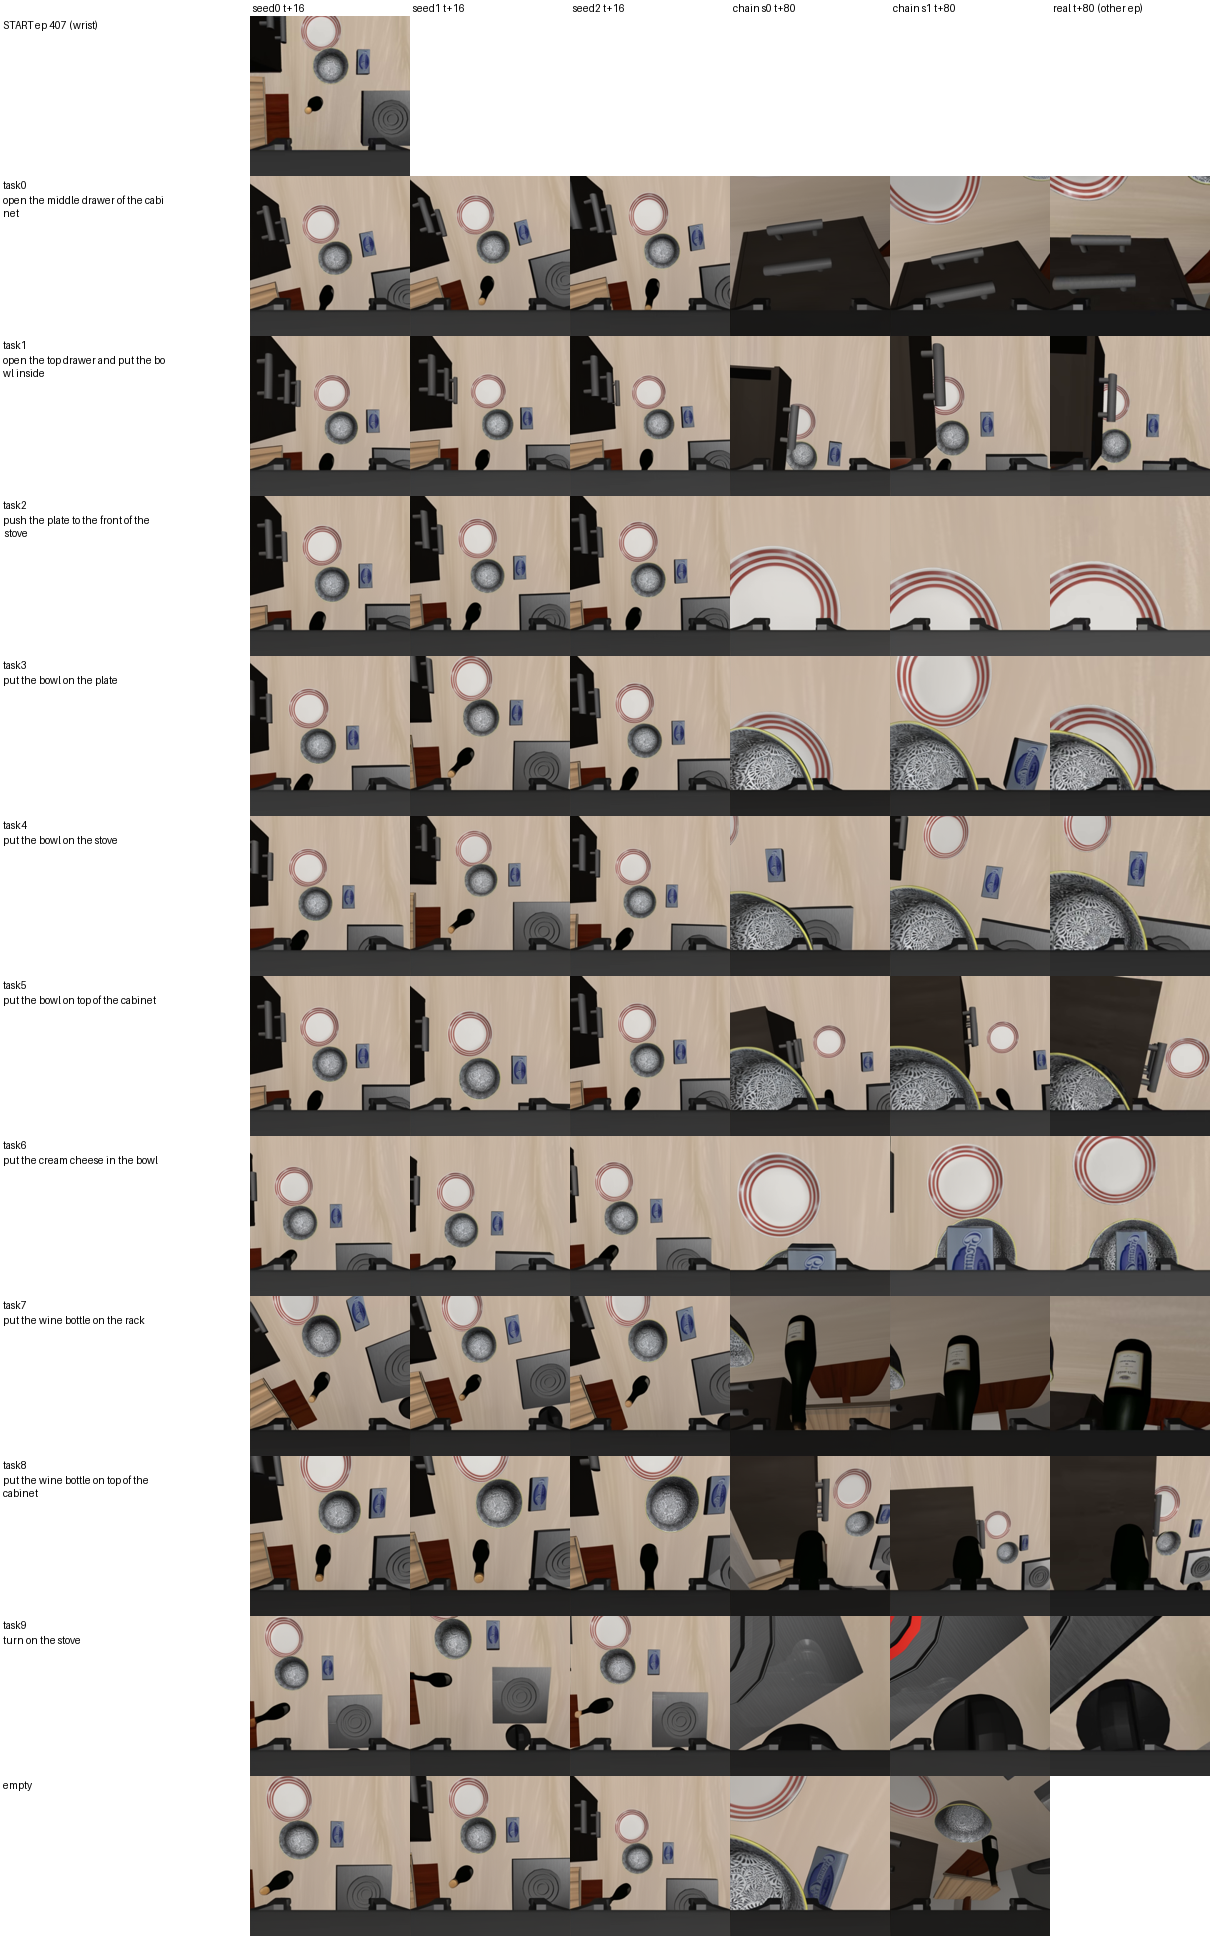 seed0 t+16 seed1 t+16 seed2 t+16 chain s0 t+80 chain s1 t+80 real t+80 (other ep)
START ep 407 (wrist)
task0
open the middle drawer of the cabi
net
task1
open the top drawer and put the bo
wl inside
task2
push the plate to the front of the
stove
task3
put the bowl on the plate
task4
put the bowl on the stove
task5
put the bowl on top of the cabinet
task6
put the cream cheese in the bowl
task7
put the wine bottle on the rack
task8
put the wine bottle on top of the
cabinet
task9
turn on the stove
empty